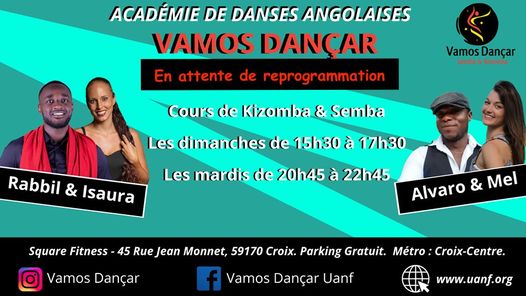 ACADÉMIE DE DANSES ANGOLAISES
VAMOS DANÇAR
Vamos Dançar
En attente de reprogrammation
Cours de Kizomba & Semba
Les dimanches de 15h30 à 17h30
Les mardis de 20h45 à 22h45
Rabbil & Isaura
Alvaro & Mel
Square Fitness - 45 Rue Jean Monnet, 59170 Croix. Parking Gratuit. Métro : Croix-Centre.
Vamos Dançar
Vamos Dançar Uanf
www.uanf.org